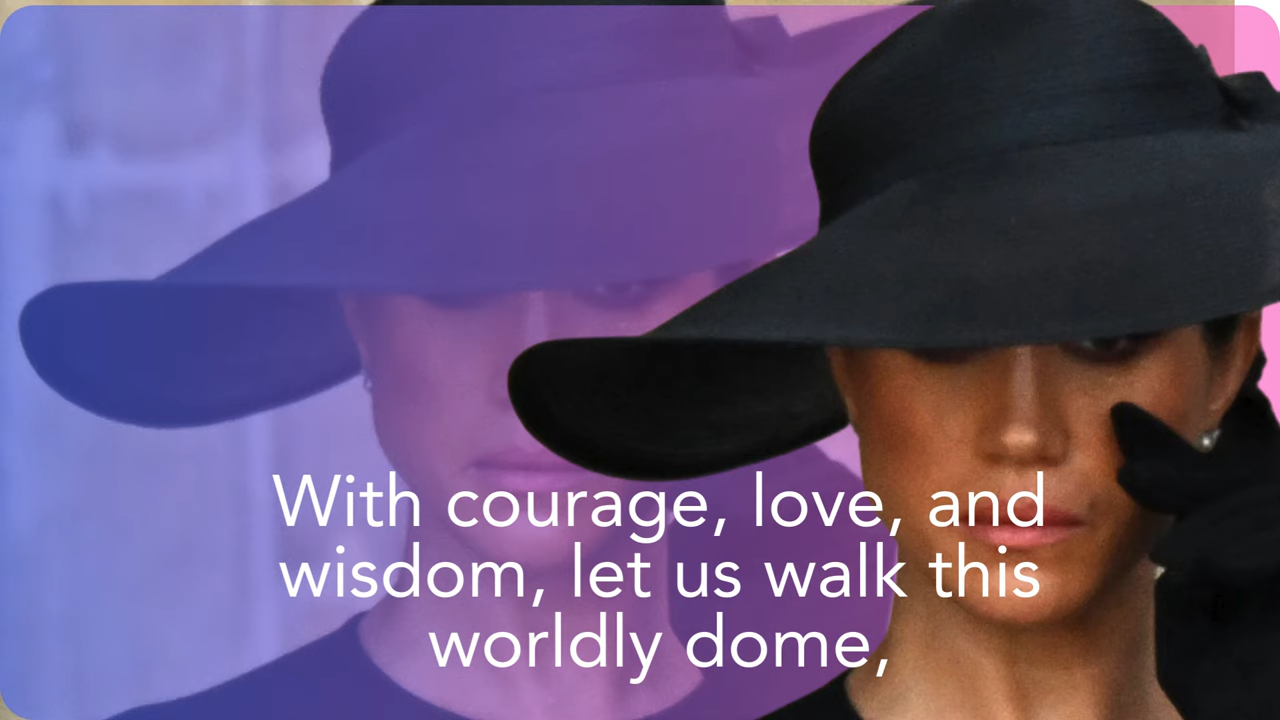 With courage, love, and
wisdom, let us walk this
worldly dome,